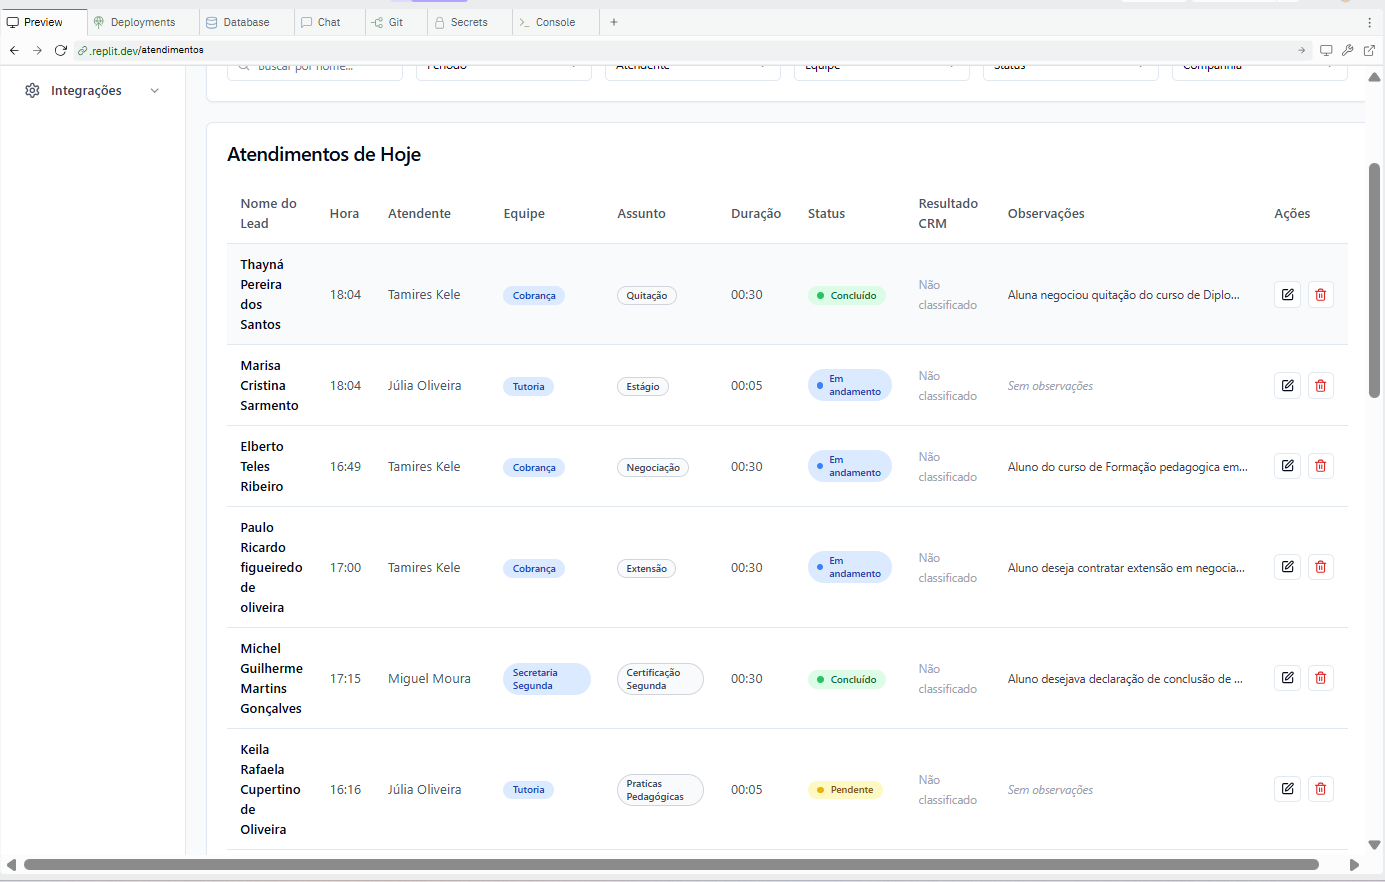 Preview Deployments Database Chat Git Secrets Console
.replit.dev/atendimentos
Buscar por nome... Período Atendente Equipe Status Companhia
Integrações
Atendimentos de Hoje
Nome do Lead Hora Atendente Equipe Assunto Duração Status Resultado CRM Observações Ações
Thayná Pereira dos Santos 18:04 Tamires Kele Cobrança Quitação 00:30 Concluído Não classificado Aluna negociou quitação do curso de Diplo...
Marisa Cristina Sarmento 18:04 Júlia Oliveira Tutoria Estágio 00:05 Em andamento Não classificado Sem observações
Elberto Teles Ribeiro 16:49 Tamires Kele Cobrança Negociação 00:30 Em andamento Não classificado Aluno do curso de Formação pedagogica em...
Paulo Ricardo figueiredo de oliveira 17:00 Tamires Kele Cobrança Extensão 00:30 Em andamento Não classificado Aluno deseja contratar extensão em negocia...
Michel Guilherme Martins Gonçalves 17:15 Miguel Moura Secretaria Segunda Certificação Segunda 00:30 Concluído Não classificado Aluno desejava declaração de conclusão de ...
Keila Rafaela Cupertino de Oliveira 16:16 Júlia Oliveira Tutoria Praticas Pedagógicas 00:05 Pendente Não classificado Sem observações